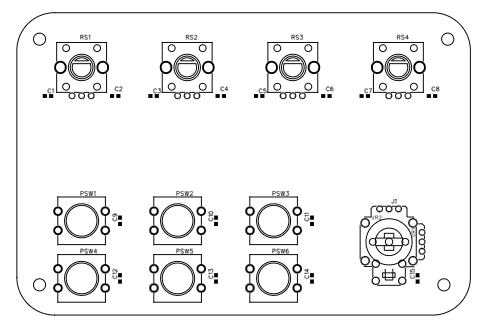 RS1 RS2 RS3 RS4
C1 C2 C3 C4 C5 C6 C7 C8
PSW1 PSW2 PSW3
C9 C10 C11
J1
VR2
PSW4 PSW5 PSW6
C12 C13 C14 C15